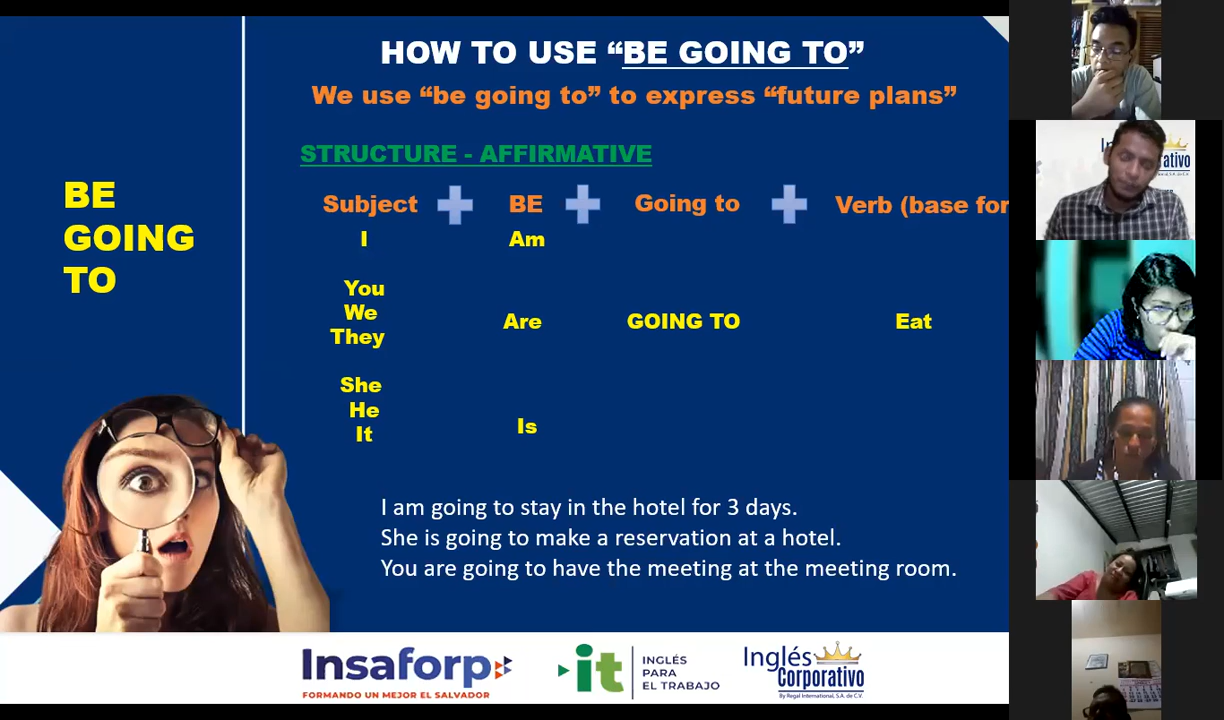 HOW TO USE “BE GOING TO”
We use “be going to” to express “future plans”
STRUCTURE - AFFIRMATIVE
Subject BE Going to Verb (base for
I Am
You
We
They
Are GOING TO Eat
She
He
It
Is
BE
GOING
TO
I am going to stay in the hotel for 3 days.
She is going to make a reservation at a hotel.
You are going to have the meeting at the meeting room.
Insaforp
FORMANDO UN MEJOR EL SALVADOR
it
INGLÉS
PARA
EL TRABAJO
Inglés
Corporativo
By Regal International, S.A. de C.V.